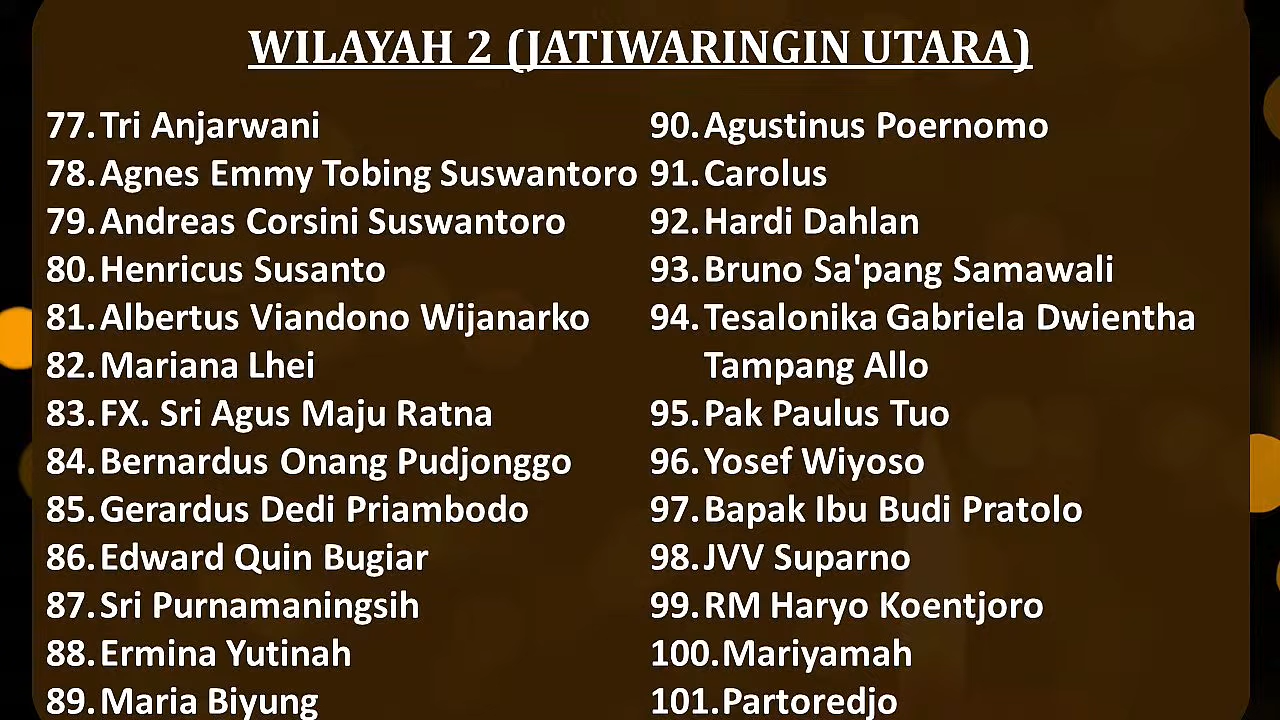 WILAYAH 2 (JATIWARINGIN UTARA)
77. Tri Anjarwani
78. Agnes Emmy Tobing Suswantoro
79. Andreas Corsini Suswantoro
80. Henricus Susanto
81. Albertus Viandono Wijanarko
82. Mariana Lhei
83. FX. Sri Agus Maju Ratna
84. Bernardus Onang Pudjonggo
85. Gerardus Dedi Priambodo
86. Edward Quin Bugiar
87. Sri Purnamaningsih
88. Ermina Yutinah
89. Maria Biyung
90. Agustinus Poernomo
91. Carolus
92. Hardi Dahlan
93. Bruno Sa'pang Samawali
94. Tesalonika Gabriela Dwientha
Tampang Allo
95. Pak Paulus Tuo
96. Yosef Wiyoso
97. Bapak Ibu Budi Pratolo
98. JVV Suparno
99. RM Haryo Koentjoro
100. Mariyamah
101. Partoredjo